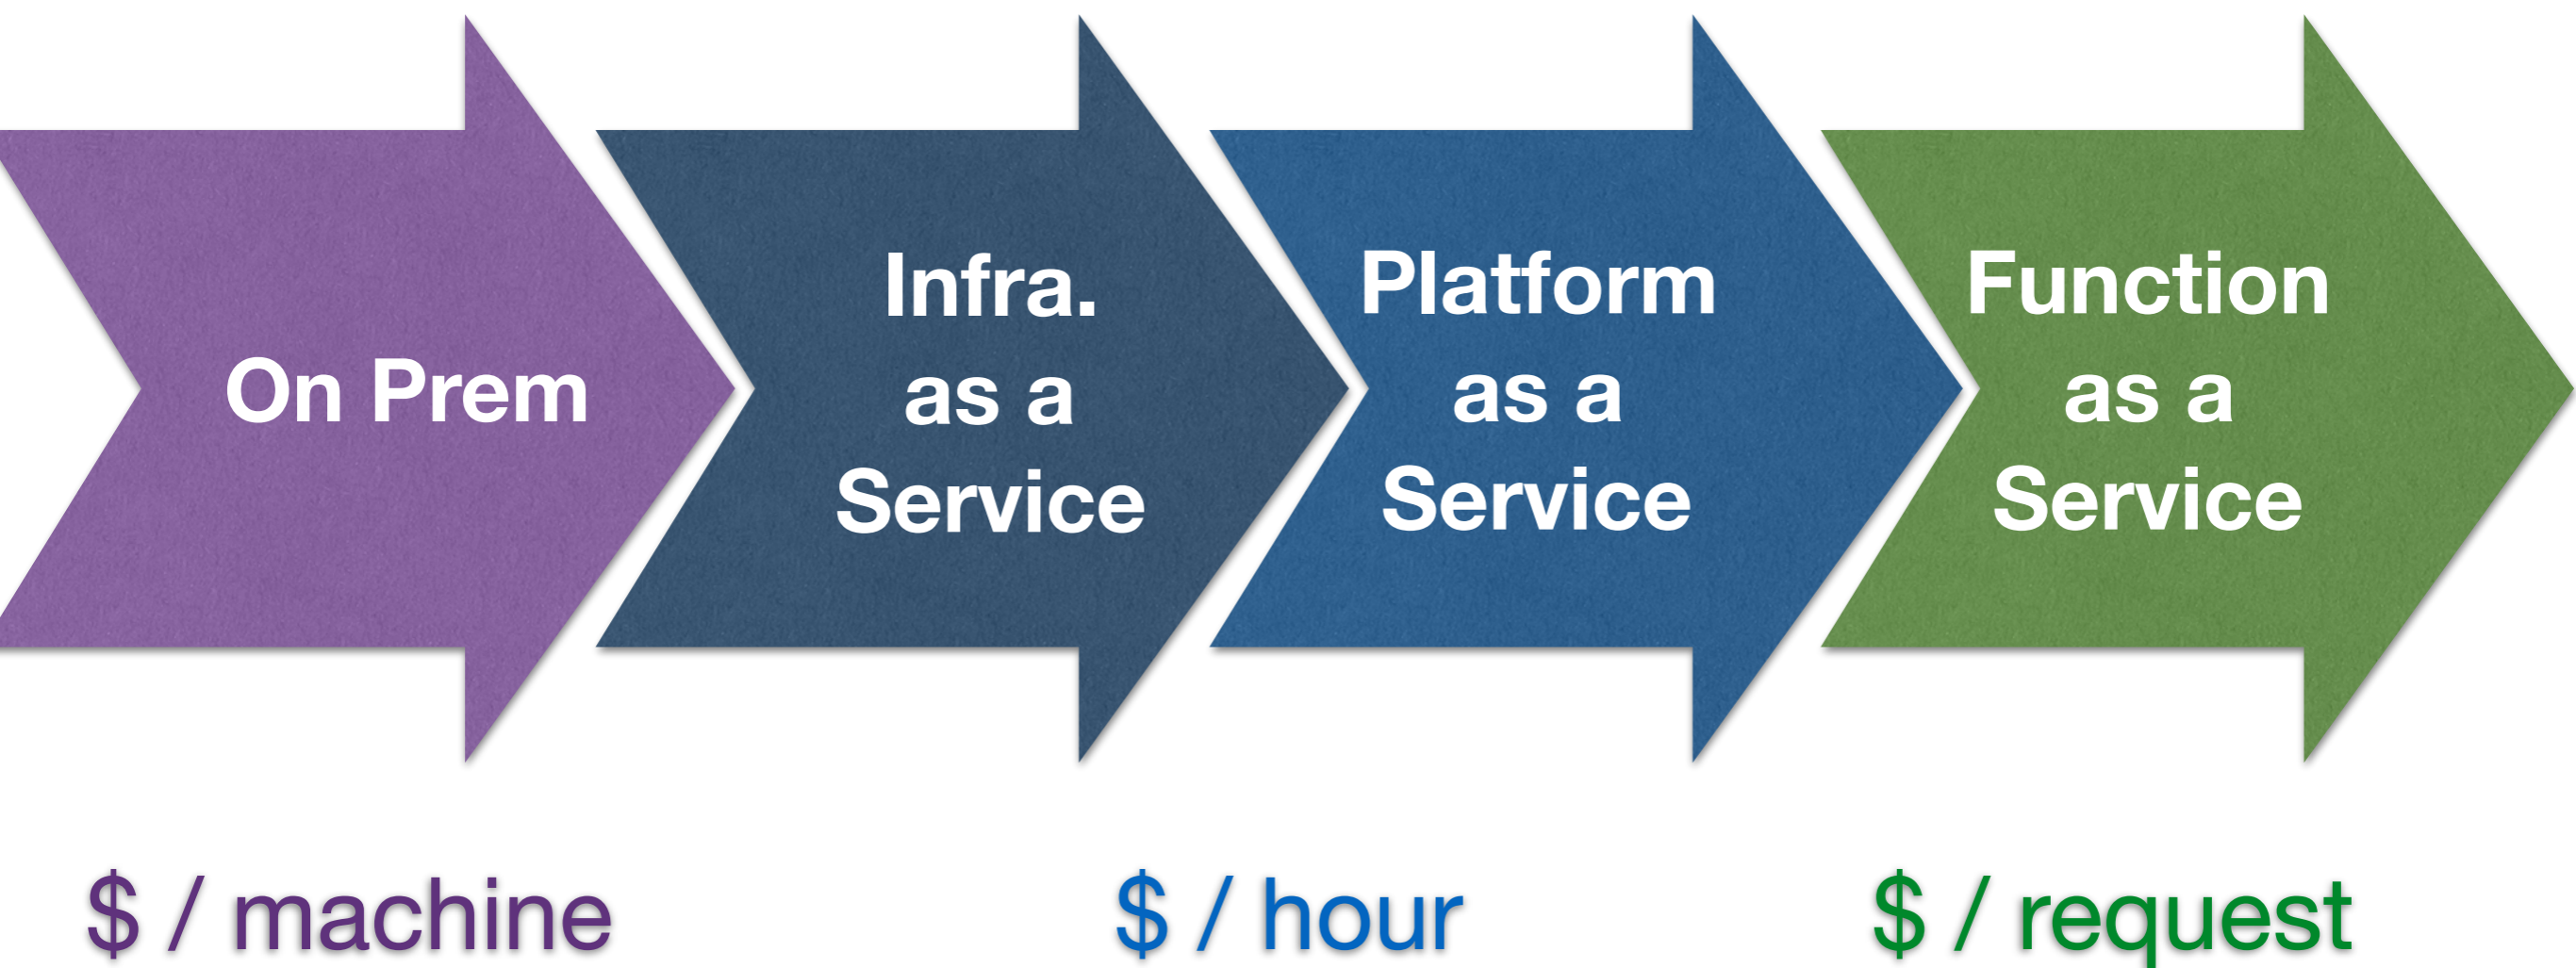 On Prem
Infra.
as a
Service
Platform
as a
Service
Function
as a
Service
$ / machine
$ / hour
$ / request